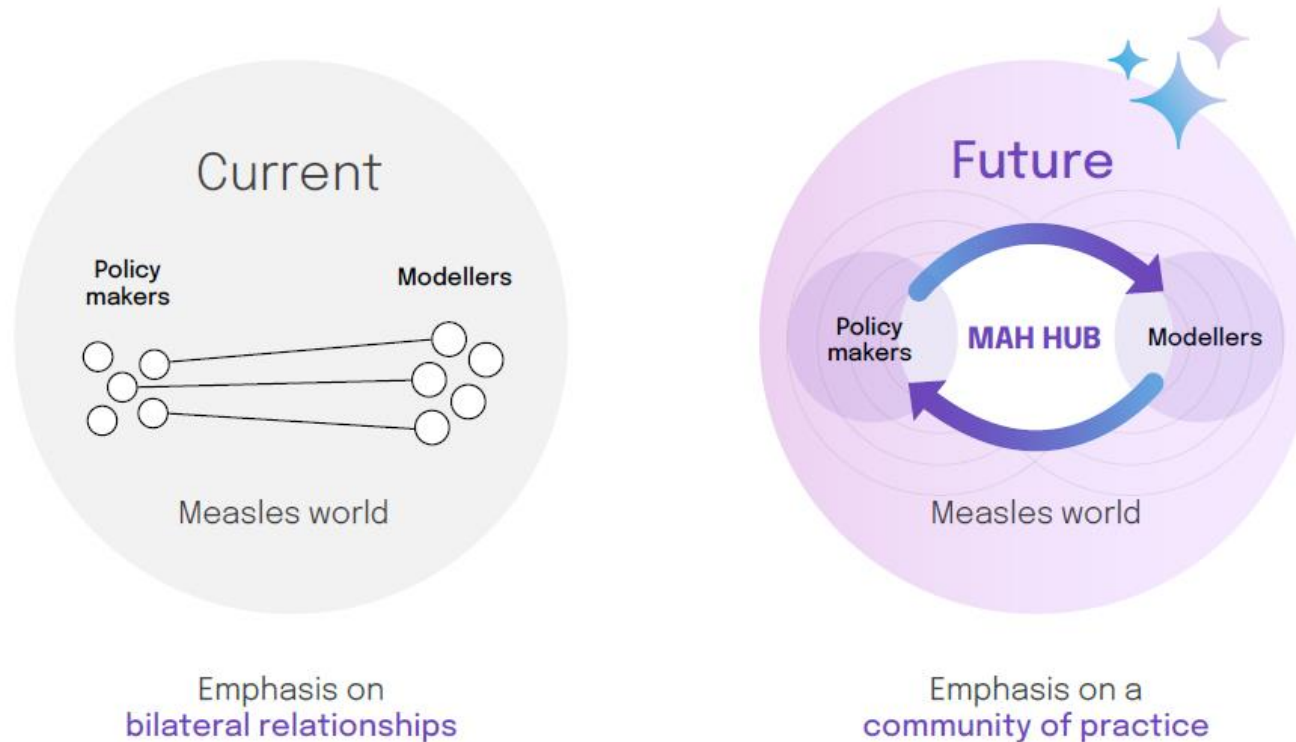 Current
Policy
makers
Modellers
Measles world
Emphasis on
bilateral relationships
Future
Policy
makers
MAH HUB
Modellers
Measles world
Emphasis on a
community of practice